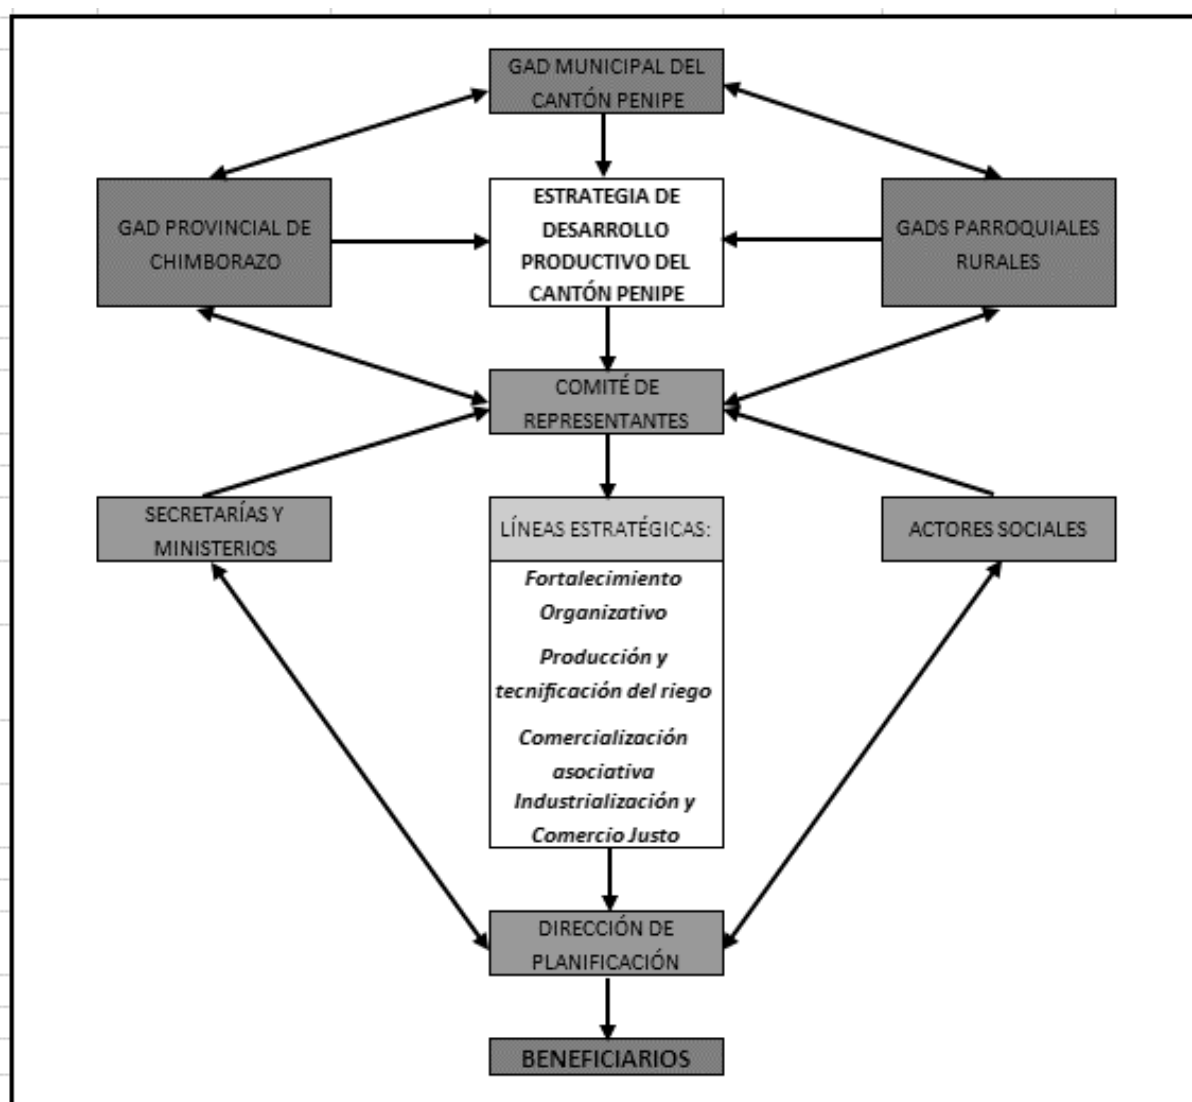 GAD MUNICIPAL DEL
CANTÓN PENIPE
GAD PROVINCIAL DE
CHIMBORAZO
ESTRATEGIA DE
DESARROLLO
PRODUCTIVO DEL
CANTÓN PENIPE
GADS PARROQUIALES
RURALES
COMITÉ DE
REPRESENTANTES
SECRETARÍAS Y
MINISTERIOS
LÍNEAS ESTRATÉGICAS:
ACTORES SOCIALES
Fortalecimiento
Organizativo
Producción y
tecnificación del riego
Comercialización
asociativa
Industrialización y
Comercio Justo
DIRECCIÓN DE
PLANIFICACIÓN
BENEFICIARIOS